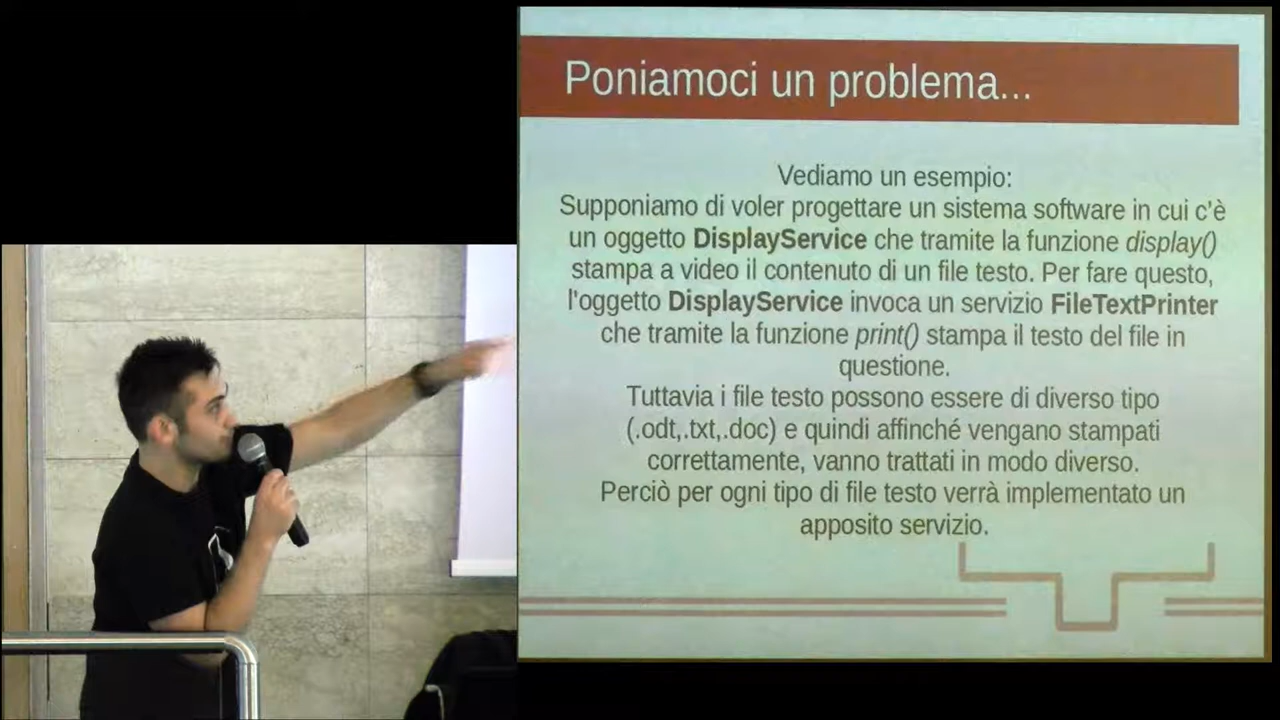 Poniamoci un problema...
Vediamo un esempio:
Supponiamo di voler progettare un sistema software in cui c'è
un oggetto DisplayService che tramite la funzione display()
stampa a video il contenuto di un file testo. Per fare questo,
l'oggetto DisplayService invoca un servizio FileTextPrinter
che tramite la funzione print() stampa il testo del file in
questione.
Tuttavia i file testo possono essere di diverso tipo
(.odt,.txt,.doc) e quindi affinché vengano stampati
correttamente, vanno trattati in modo diverso.
Perciò per ogni tipo di file testo verrà implementato un
apposito servizio.